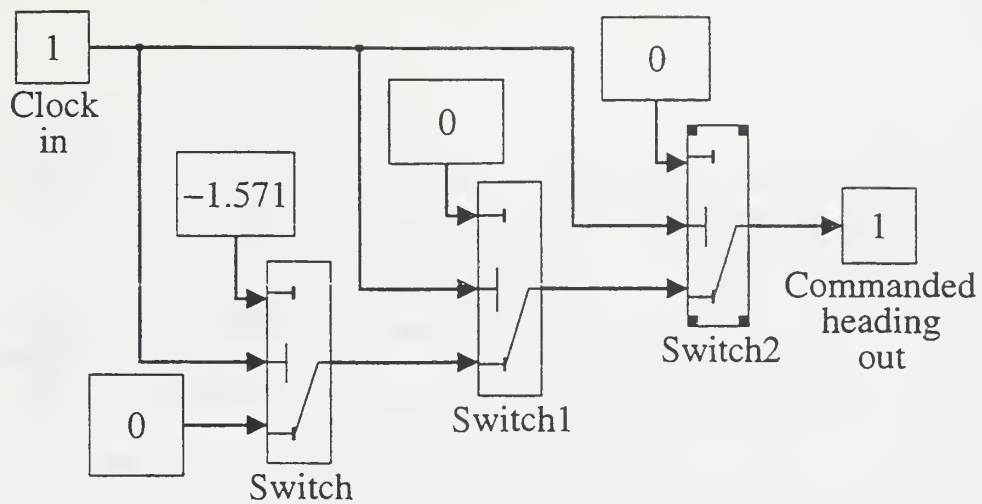 1
Clock
in
0
0
−1.571
1
Commanded
heading
out
Switch2
0
Switch1
Switch